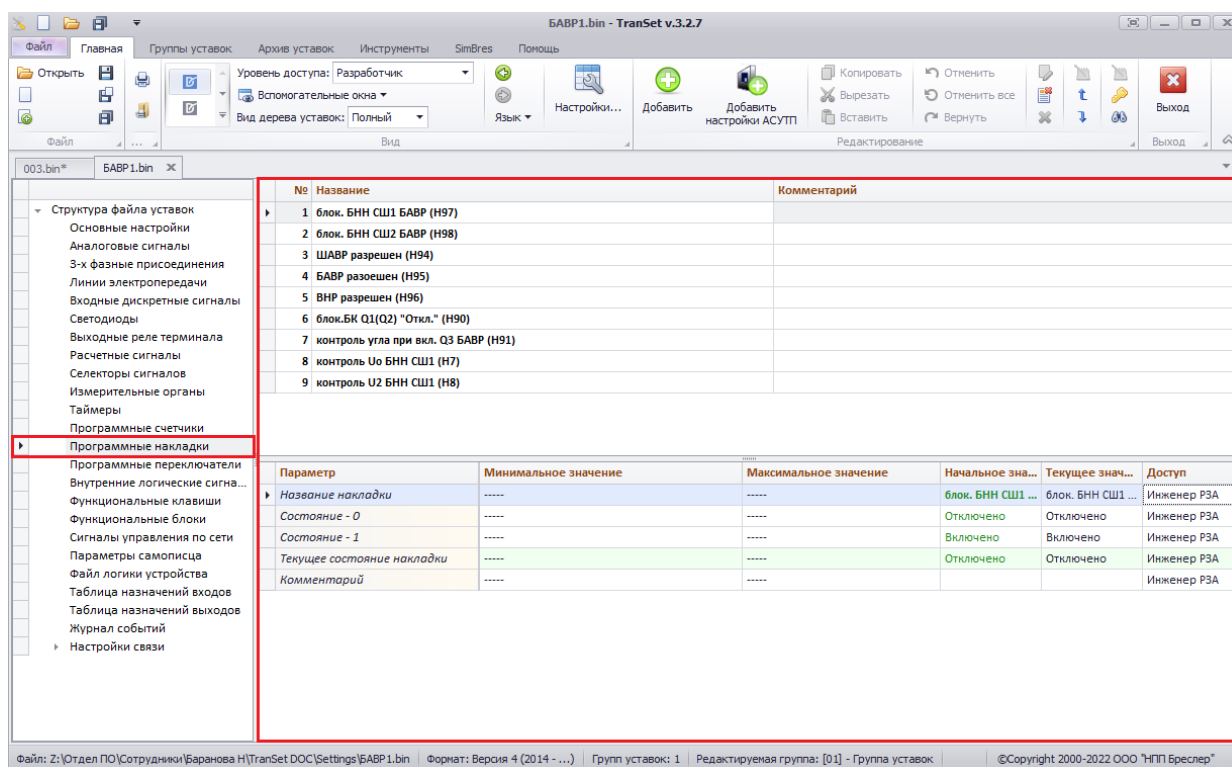 БАВР1.bin - TranSet v.3.2.7
Файл Главная Группы уставок Архив уставок Инструменты SimBres Помощь
Открыть
Уровень доступа: Разработчик
Вспомогательные окна
Вид дерева уставок: Полный
Язык
Настройки...
Добавить
Добавить настройки АСУТП
Копировать
Вырезать
Вставить
Отменить
Отменить все
Вернуть
Выход
Файл ... Вид Редактирование Выход
003.bin* БАВР1.bin
Структура файла уставок
Основные настройки
Аналоговые сигналы
3-х фазные присоединения
Линии электропередачи
Входные дискретные сигналы
Светодиоды
Выходные реле терминала
Расчетные сигналы
Селекторы сигналов
Измерительные органы
Таймеры
Программные счетчики
Программные накладки
Программные переключатели
Внутренние логические сигна...
Функциональные клавиши
Функциональные блоки
Сигналы управления по сети
Параметры самописца
Файл логики устройства
Таблица назначений входов
Таблица назначений выходов
Журнал событий
Настройки связи
№ Название Комментарий
1 блок. БНН СШ1 БАВР (Н97)
2 блок. БНН СШ2 БАВР (Н98)
3 ШАВР разрешен (Н94)
4 БАВР разоешен (Н95)
5 ВНР разрешен (Н96)
6 блок.БК Q1(Q2) "Откл." (Н90)
7 контроль угла при вкл. Q3 БАВР (Н91)
8 контроль Uo БНН СШ1 (Н7)
9 контроль U2 БНН СШ1 (Н8)
Параметр Минимальное значение Максимальное значение Начальное зна... Текущее знач... Доступ
Название накладки ----- ----- блок. БНН СШ1 ... блок. БНН СШ1 ... Инженер РЗА
Состояние - 0 ----- ----- Отключено Отключено Инженер РЗА
Состояние - 1 ----- ----- Включено Включено Инженер РЗА
Текущее состояние накладки ----- ----- Отключено Отключено Инженер РЗА
Комментарий ----- ----- Инженер РЗА
Файл: Z:\Отдел ПО\Сотрудники\Баранова Н\TranSet DOC\Settings\БАВР1.bin Формат: Версия 4 (2014 - ...) Групп уставок: 1 Редактируемая группа: [01] - Группа уставок ©Copyright 2000-2022 ООО "НПП Бреслер"